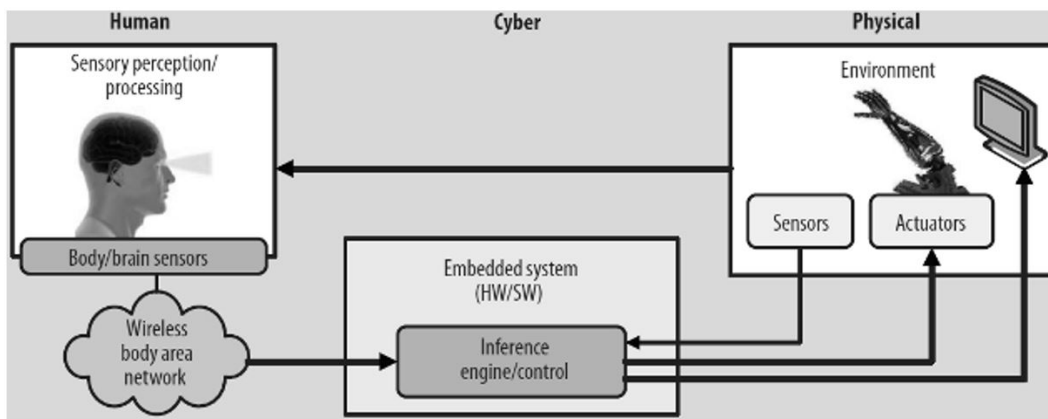 Human
Cyber
Physical
Sensory perception/
processing
Environment
Sensors
Actuators
Body/brain sensors
Embedded system
(HW/SW)
Wireless
body area
network
Inference
engine/control